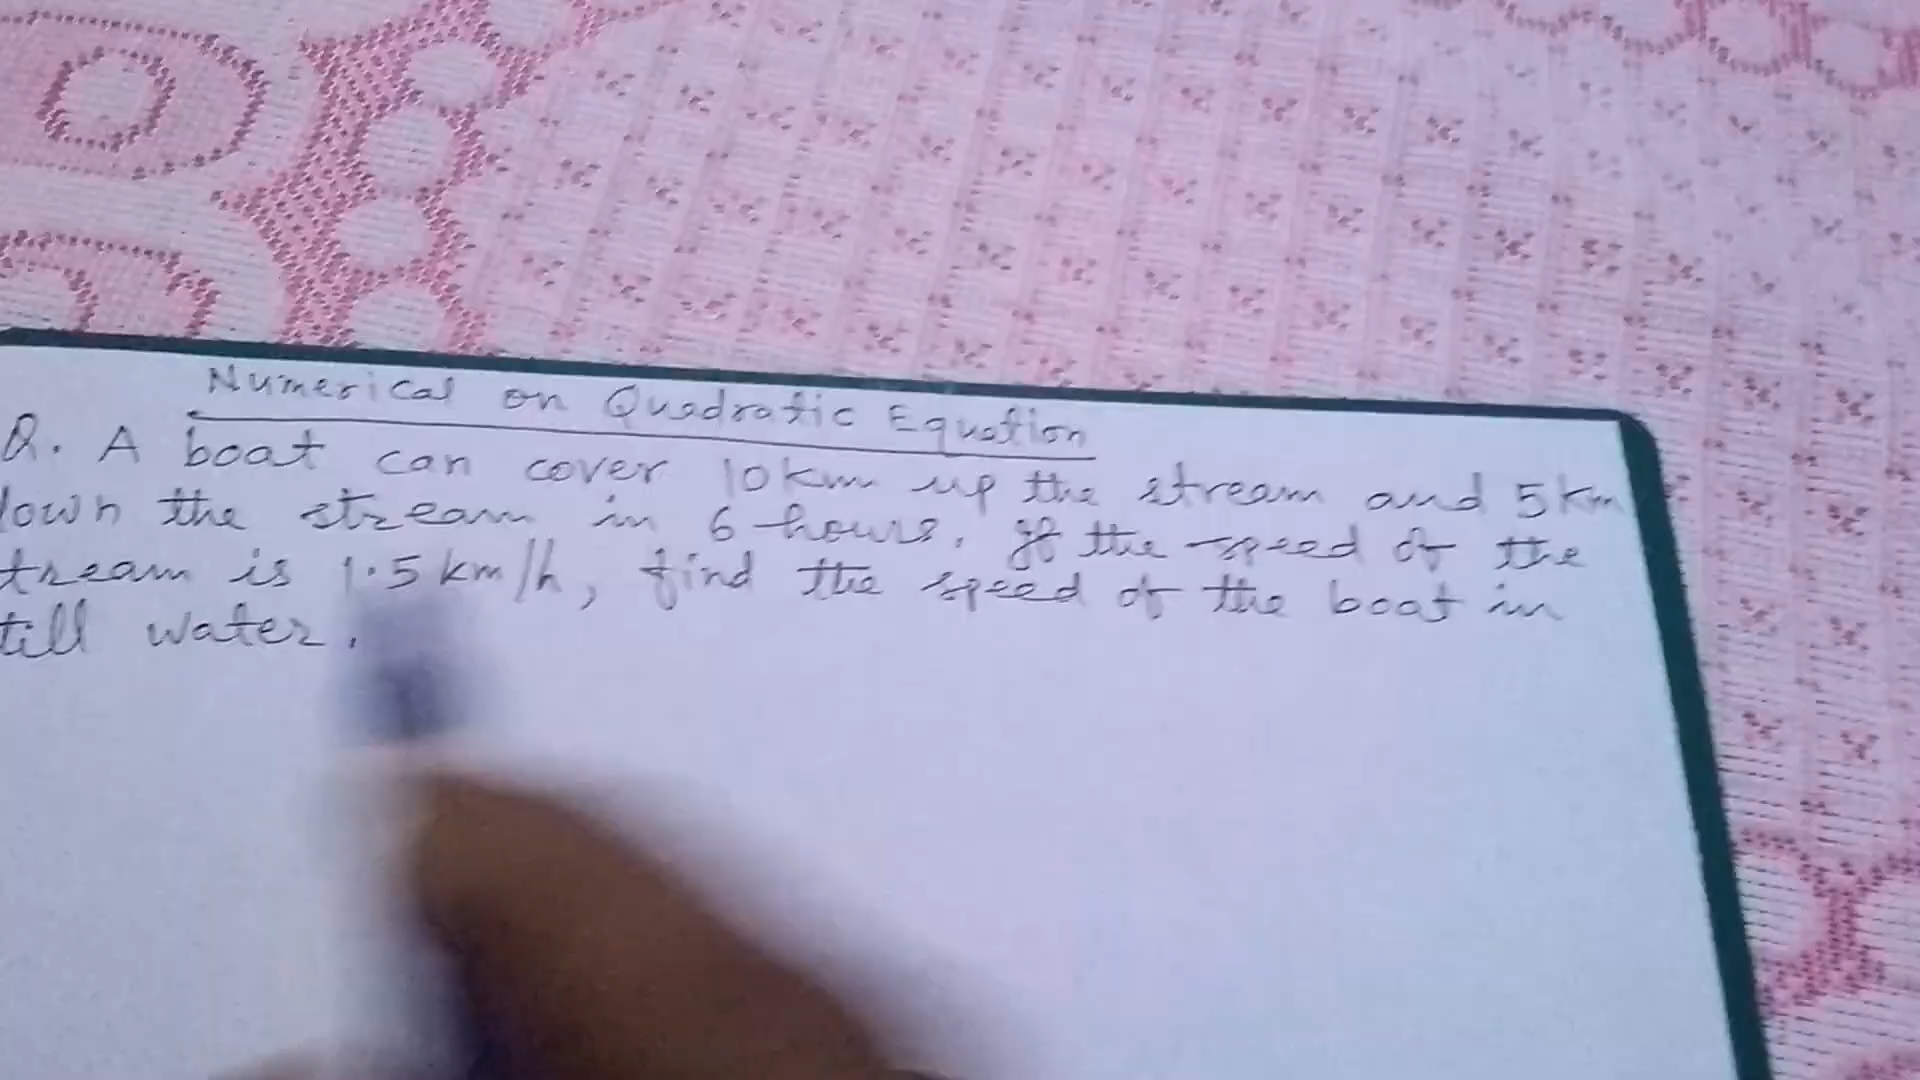 Numerical on Quadratic Equation
Q. A boat can cover 10 km up the stream and 5 km
down the stream in 6 hours. If the speed of the
tream is 1.5 km/h, find the speed of the boat in
till water.